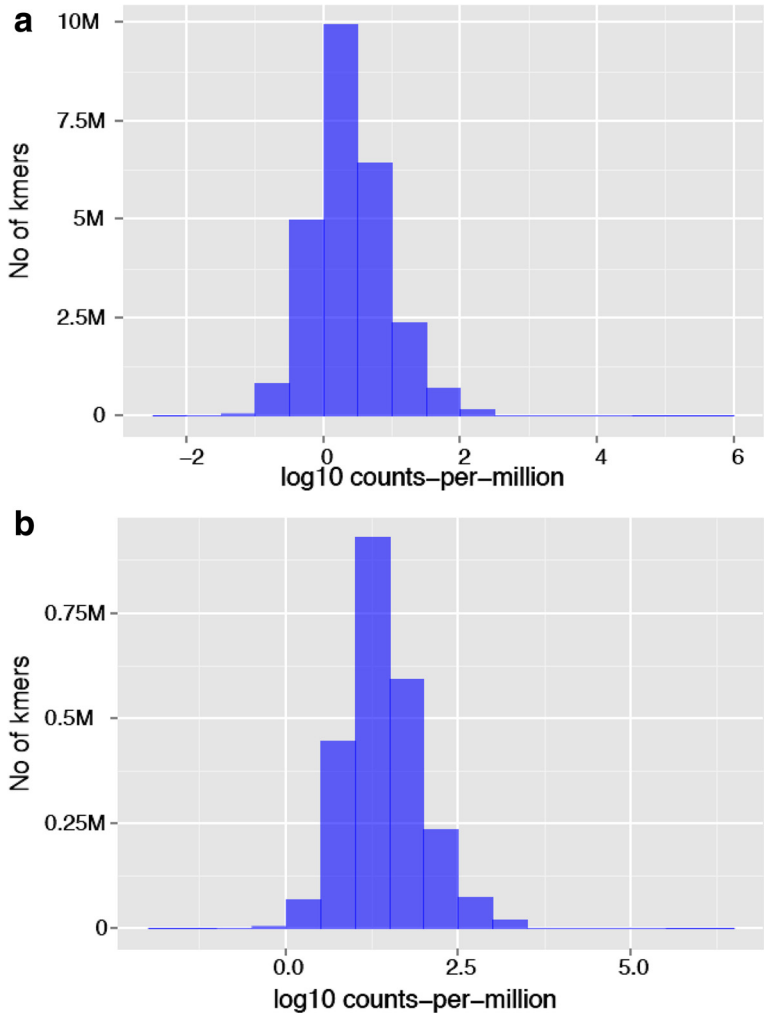 a
10M
7.5M
5M
2.5M
0
No of kmers
−2 0 2 4 6
log10 counts−per−million
b
0.75M
0.5M
0.25M
0
No of kmers
0.0 2.5 5.0
log10 counts−per−million